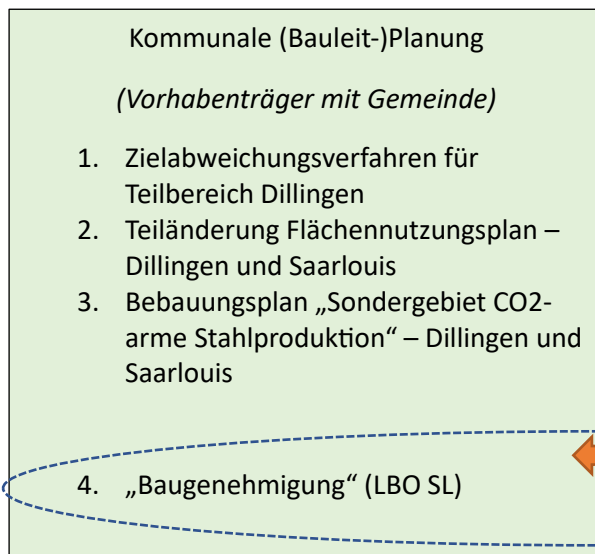 Kommunale (Bauleit-)Planung
(Vorhabenträger mit Gemeinde)
1. Zielabweichungsverfahren für
Teilbereich Dillingen
2. Teiländerung Flächennutzungsplan –
Dillingen und Saarlouis
3. Bebauungsplan „Sondergebiet CO2-
arme Stahlproduktion“ – Dillingen und
Saarlouis
4. „Baugenehmigung“ (LBO SL)